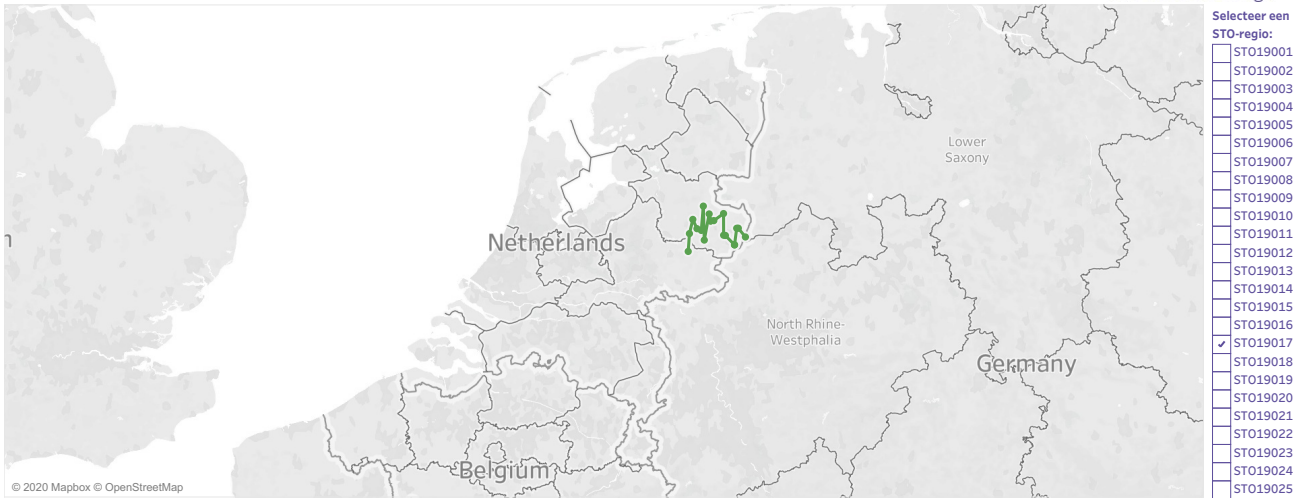 Selecteer een
STO-regio:
STO19001
STO19002
STO19003
STO19004
STO19005
STO19006
STO19007
STO19008
STO19009
STO19010
STO19011
STO19012
STO19013
STO19014
STO19015
STO19016
STO19017
STO19018
STO19019
STO19020
STO19021
STO19022
STO19023
STO19024
STO19025
Lower
Saxony
Netherlands
North Rhine-
Westphalia
Germany
Belgium
© 2020 Mapbox © OpenStreetMap